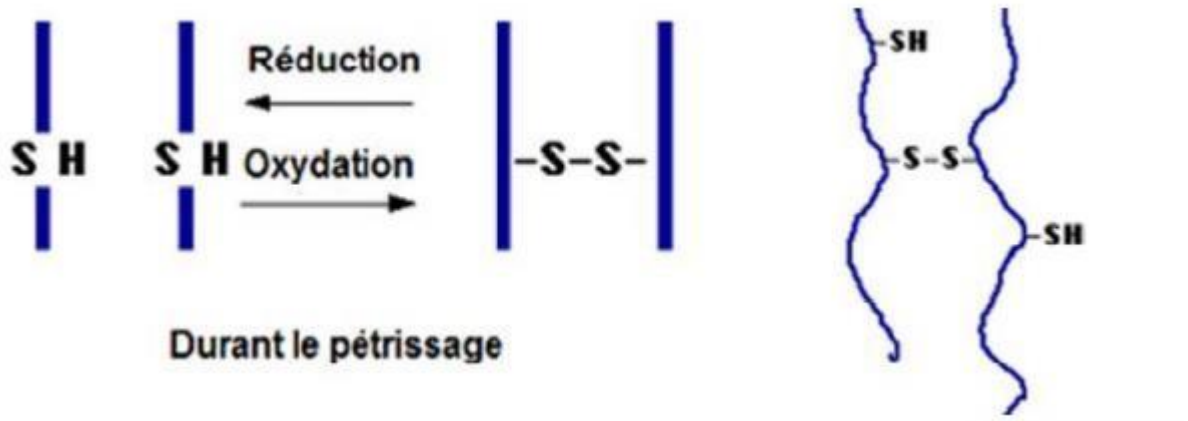 Réduction
S H S H Oxydation -S-S-
Durant le pétrissage
-SH
-S-S-
-SH